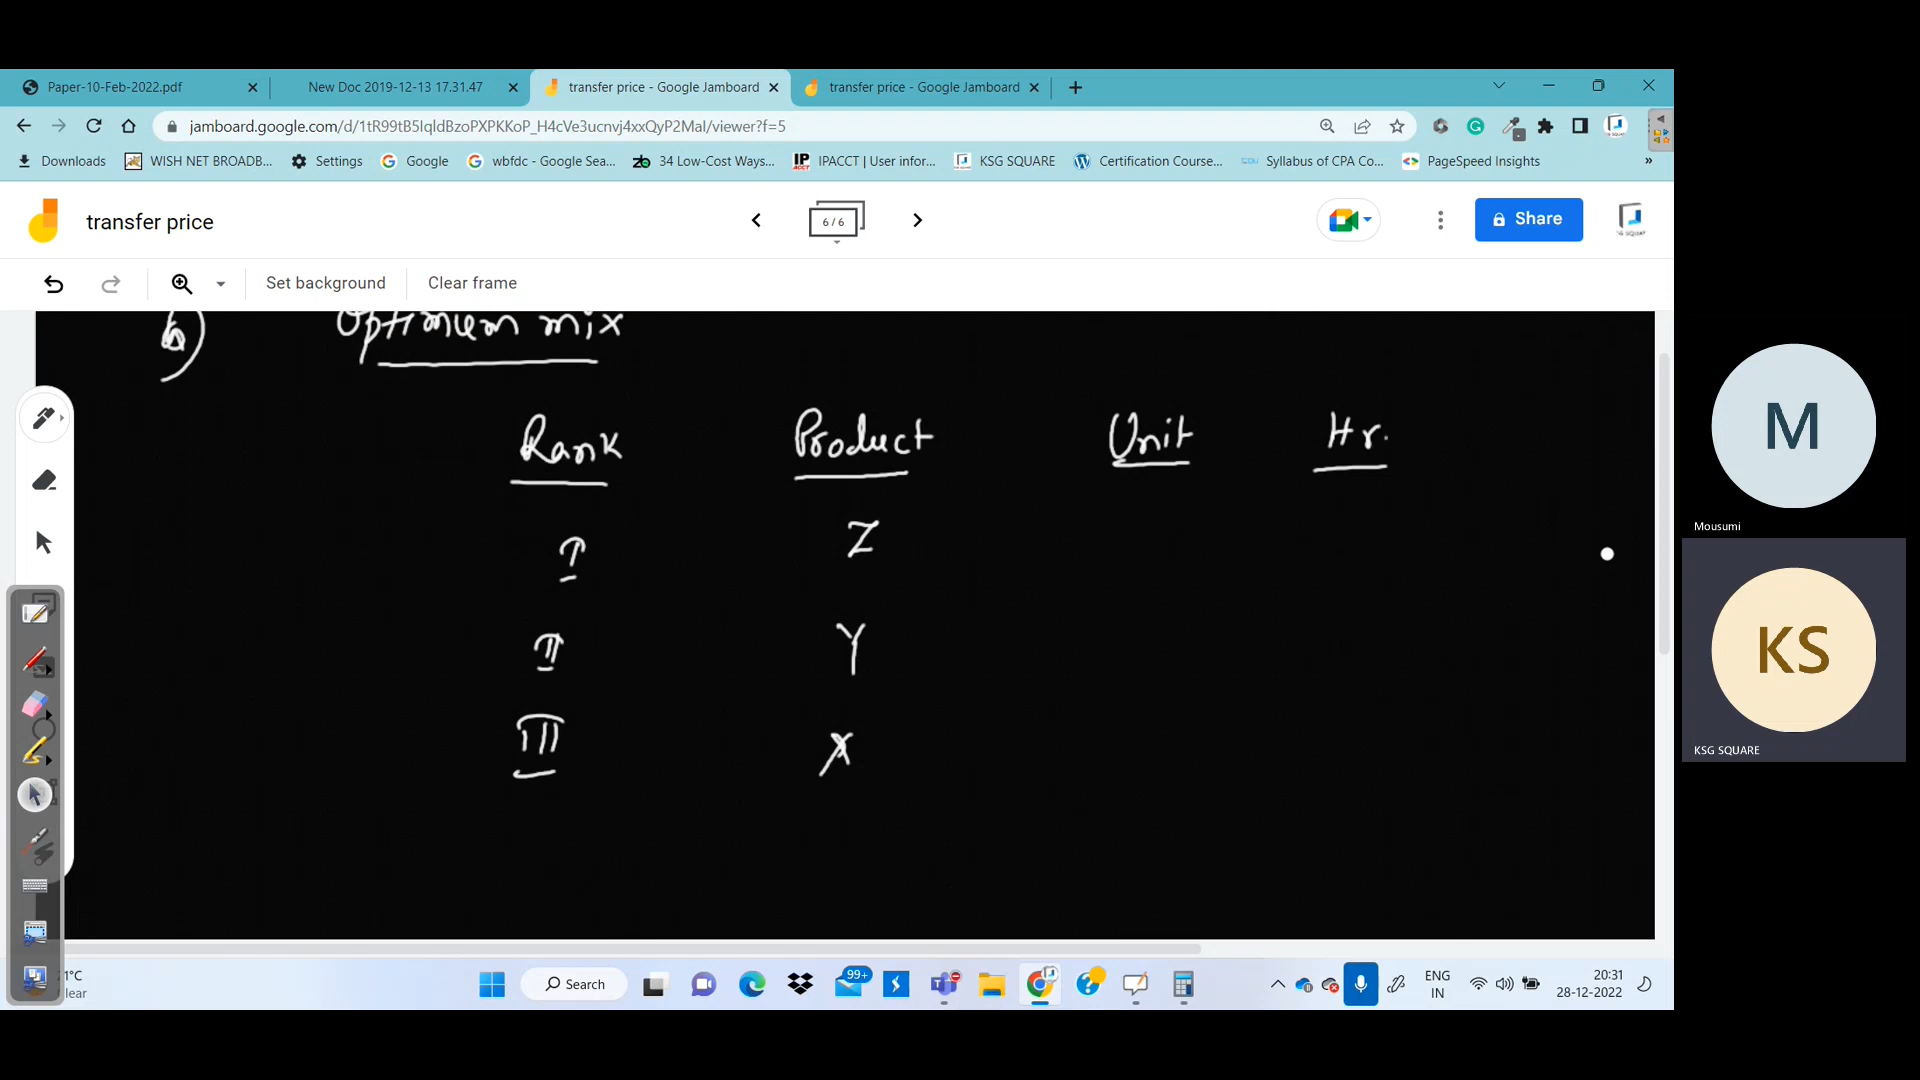 Paper-10-Feb-2022.pdf
New Doc 2019-12-13 17.31.47
transfer price - Google Jamboard
transfer price - Google Jamboard
jamboard.google.com/d/1tR99tB5IqldBzoPXPKKoP_H4cVe3ucnvj4xxQyP2MaI/viewer?f=5
Downloads
WISH NET BROADB...
Settings
Google
wbfdc - Google Sea...
34 Low-Cost Ways...
IPACCT | User infor...
KSG SQUARE
Certification Course...
Syllabus of CPA Co...
PageSpeed Insights
»
transfer price
6 / 6
Share
Set background
Clear frame
b) Optimum mix
Rank Product Unit Hr.
I Z
II Y
III X
M
Mousumi
KS
KSG SQUARE
1°C
lear
Search
99+
ENG
IN
20:31
28-12-2022